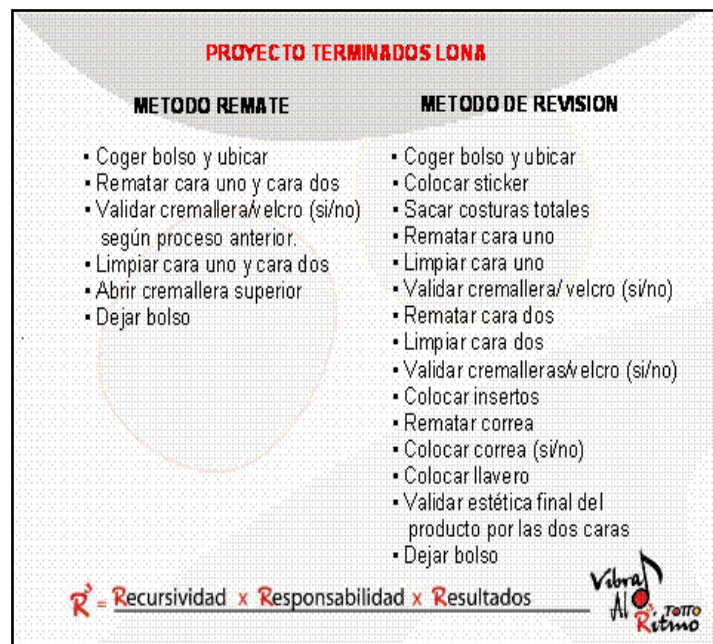 PROYECTO TERMINADOS LONA
METODO REMATE
▪ Coger bolso y ubicar
▪ Rematar cara uno y cara dos
▪ Validar cremallera/velcro (si/no)
según proceso anterior.
▪ Limpiar cara uno y cara dos
▪ Abrir cremallera superior
▪ Dejar bolso
METODO DE REVISION
▪ Coger bolso y ubicar
▪ Colocar sticker
▪ Sacar costuras totales
▪ Rematar cara uno
▪ Limpiar cara uno
▪ Validar cremallera/ velcro (si/no)
▪ Rematar cara dos
▪ Limpiar cara dos
▪ Validar cremalleras/velcro (si/no)
▪ Colocar insertos
▪ Rematar correa
▪ Colocar correa (si/no)
▪ Colocar llavero
▪ Validar estética final del
producto por las dos caras
▪ Dejar bolso
R³ = Recursividad x Responsabilidad x Resultados
Vibra
Al TOTTO
Ritmo